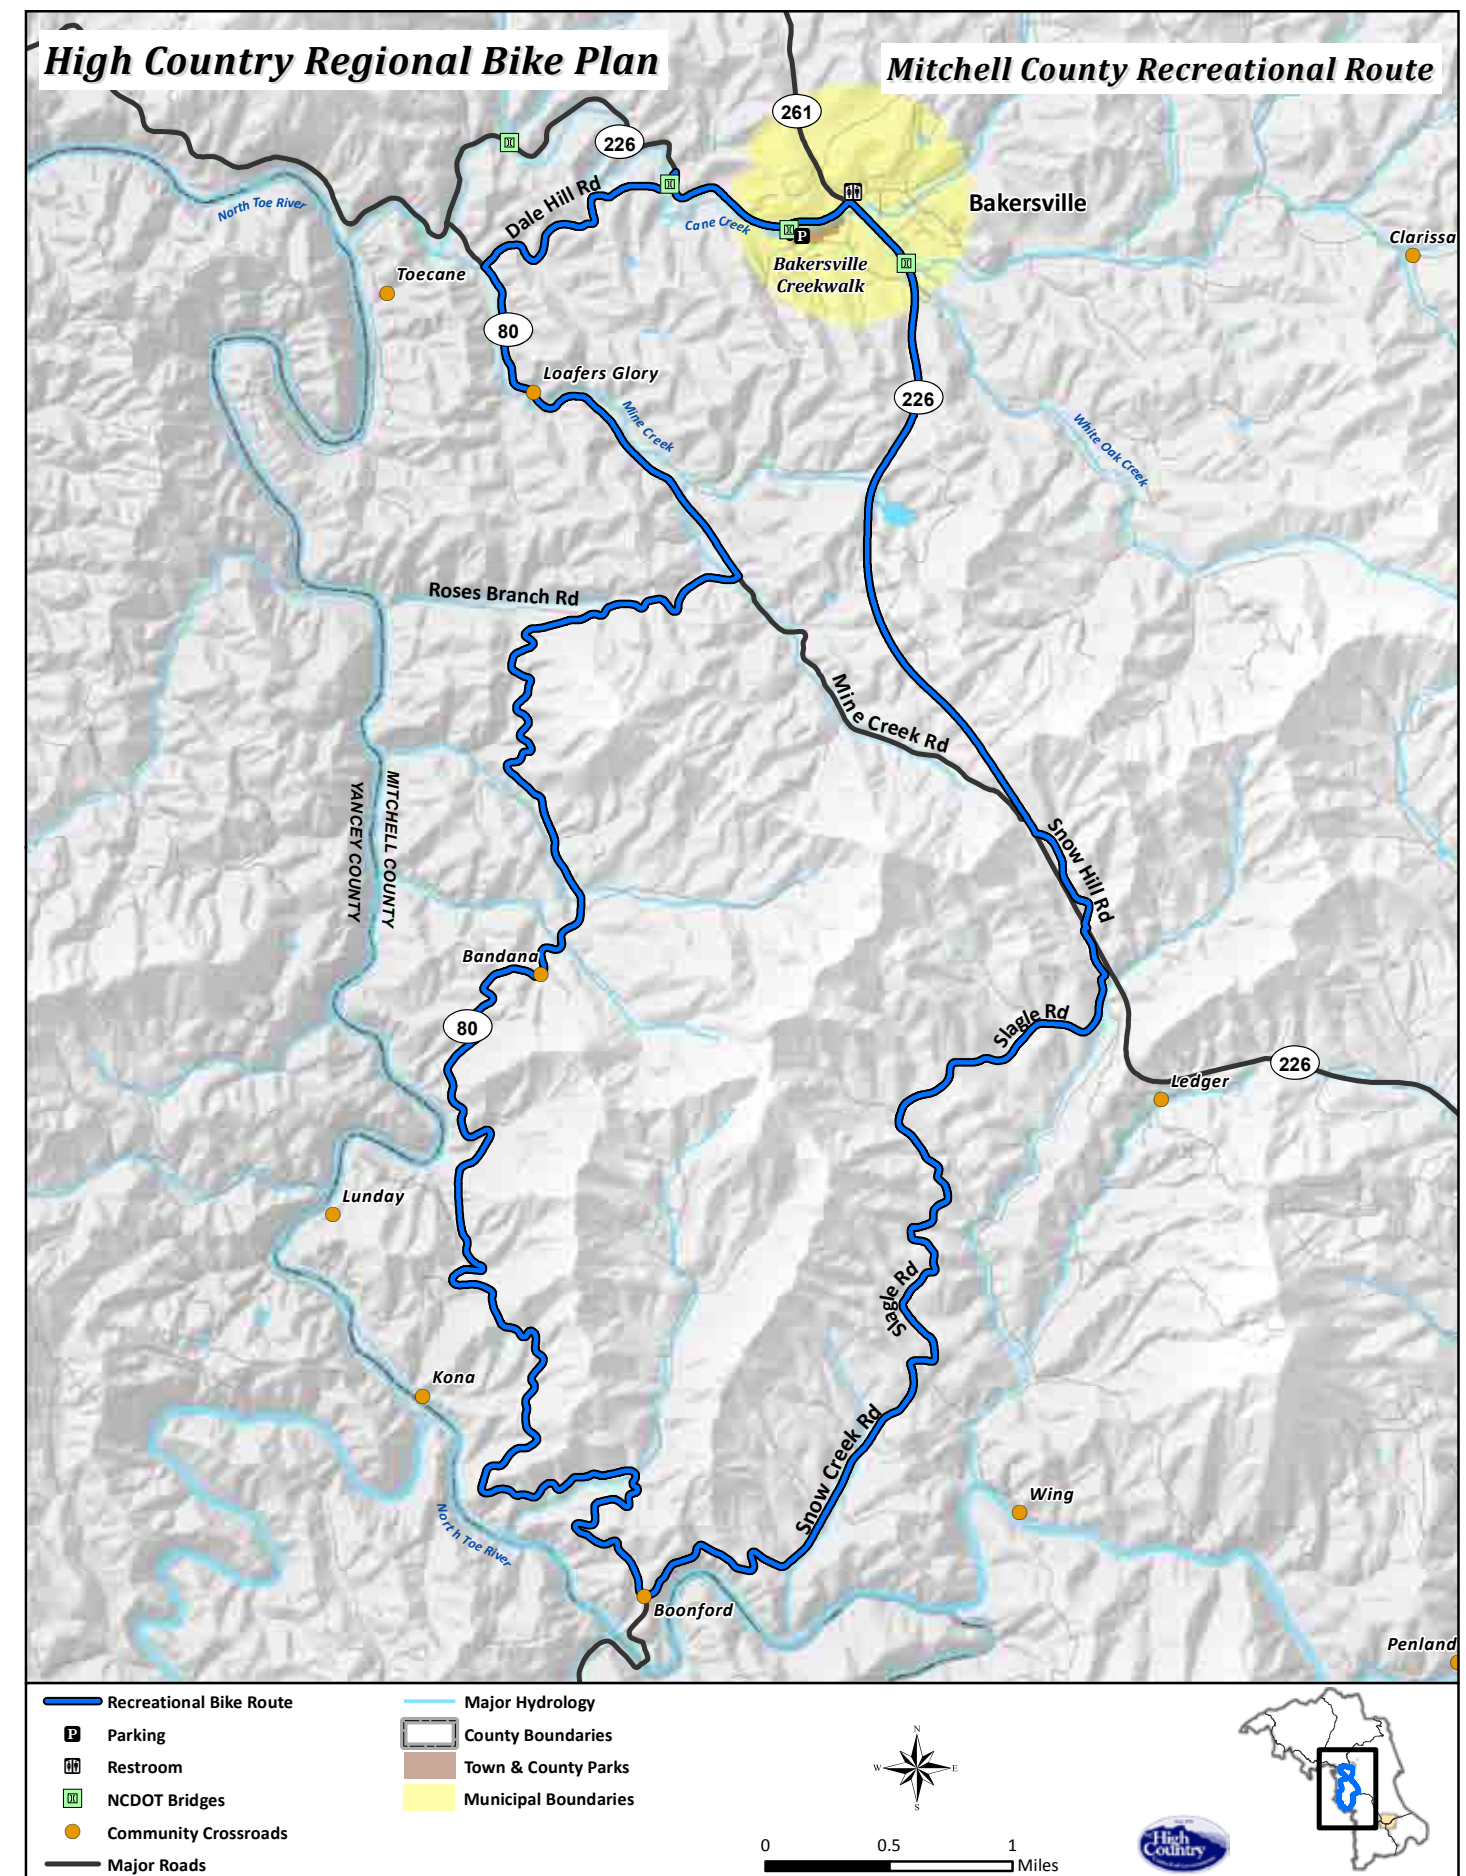 High Country Regional Bike Plan
Mitchell County Recreational Route
261
226
Dale Hill Rd
North Toe River
Cane Creek
Bakersville
Clarissa
Bakersville
Creekwalk
Toecane
80
Loafers Glory
Mine Creek
226
White Oak Creek
Roses Branch Rd
Mine Creek Rd
MITCHELL COUNTY
YANCEY COUNTY
Snow Hill Rd
Bandana
80
Slagle Rd
226
Ledger
Lunday
Slagle Rd
Kona
Snow Creek Rd
Wing
North Toe River
Boonford
Penland
Recreational Bike Route
Parking
Restroom
NCDOT Bridges
Community Crossroads
Major Roads
Major Hydrology
County Boundaries
Town & County Parks
Municipal Boundaries
P
P
N
W
E
S
0
0.5
1
Miles
High
Country